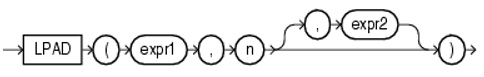 LPAD ( expr1 , n , expr2 )